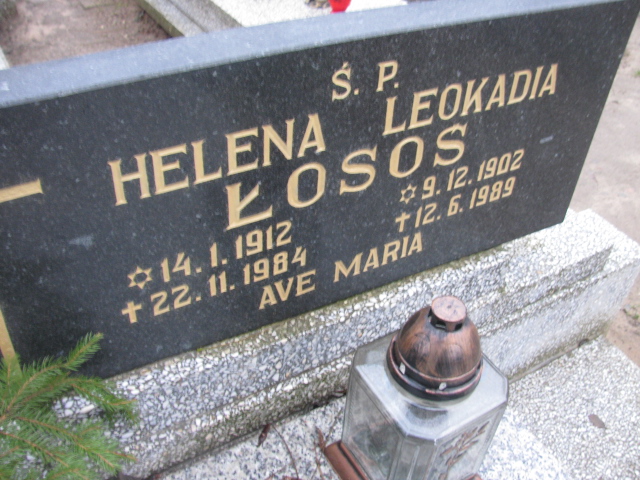 Ś. P.
HELENA LEOKADIA
ŁOSOS
✡ 14. 1. 1912 ✡ 9. 12. 1902
✝ 22. 11. 1984 ✝ 12. 6. 1989
AVE MARIA